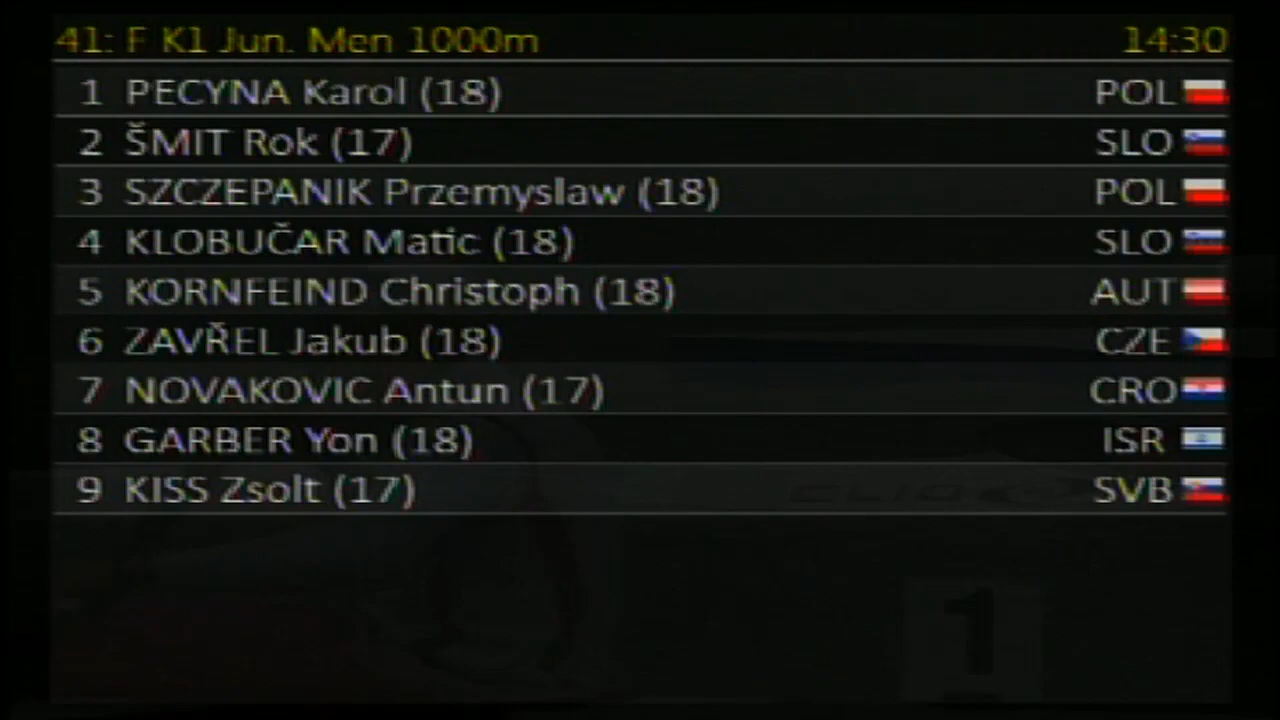 41: F K1 Jun. Men 1000m 14:30
1 PECYNA Karol (18) POL
2 ŠMIT Rok (17) SLO
3 SZCZEPANIK Przemyslaw (18) POL
4 KLOBUČAR Matic (18) SLO
5 KORNFEIND Christoph (18) AUT
6 ZAVŘEL Jakub (18) CZE
7 NOVAKOVIC Antun (17) CRO
8 GARBER Yon (18) ISR
9 KISS Zsolt (17) SVB
ELIO
1